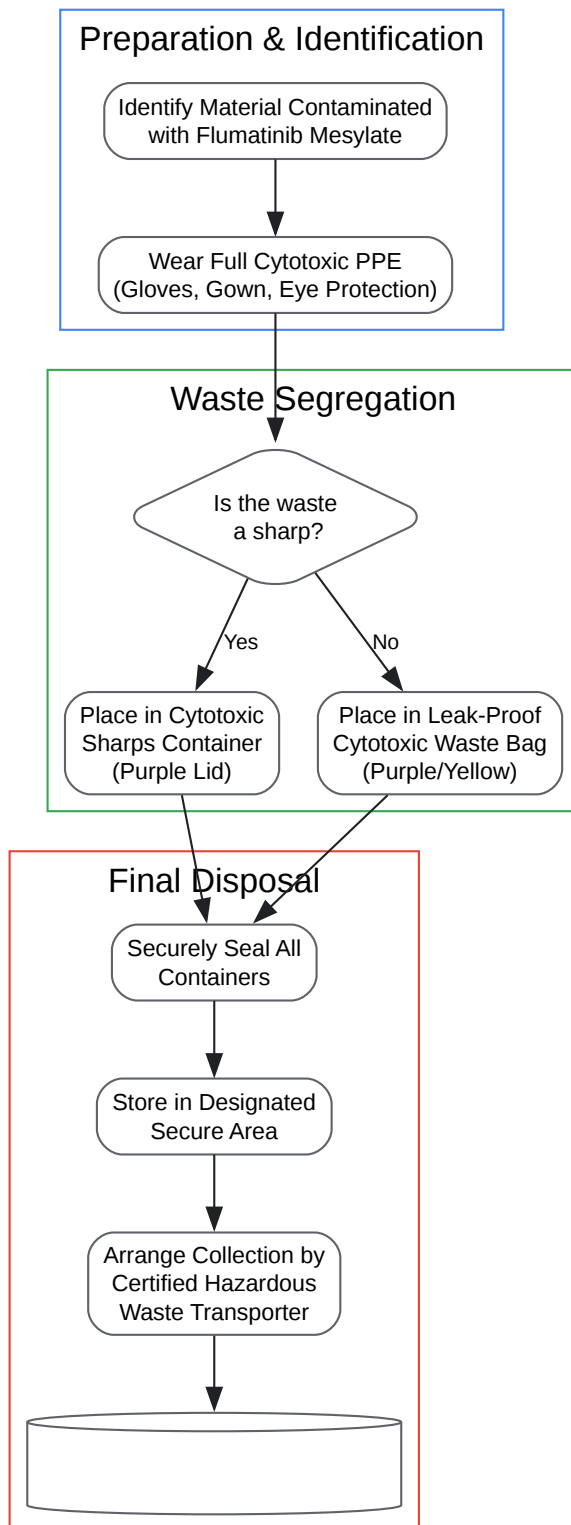 Preparation & Identification
Identify Material Contaminated
with Flumatinib Mesylate
Wear Full Cytotoxic PPE
(Gloves, Gown, Eye Protection)
Waste Segregation
Is the waste
a sharp?
Yes
No
Place in Cytotoxic
Sharps Container
(Purple Lid)
Place in Leak-Proof
Cytotoxic Waste Bag
(Purple/Yellow)
Final Disposal
Securely Seal All
Containers
Store in Designated
Secure Area
Arrange Collection by
Certified Hazardous
Waste Transporter